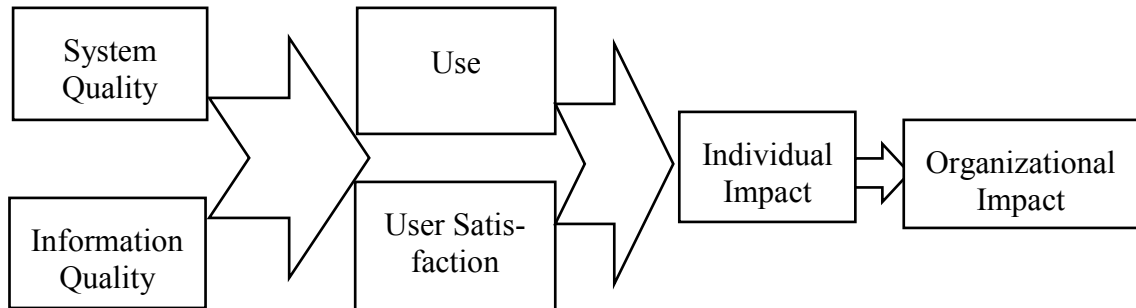 System
Quality
Use
Information
Quality
User Satis-
faction
Individual
Impact
Organizational
Impact